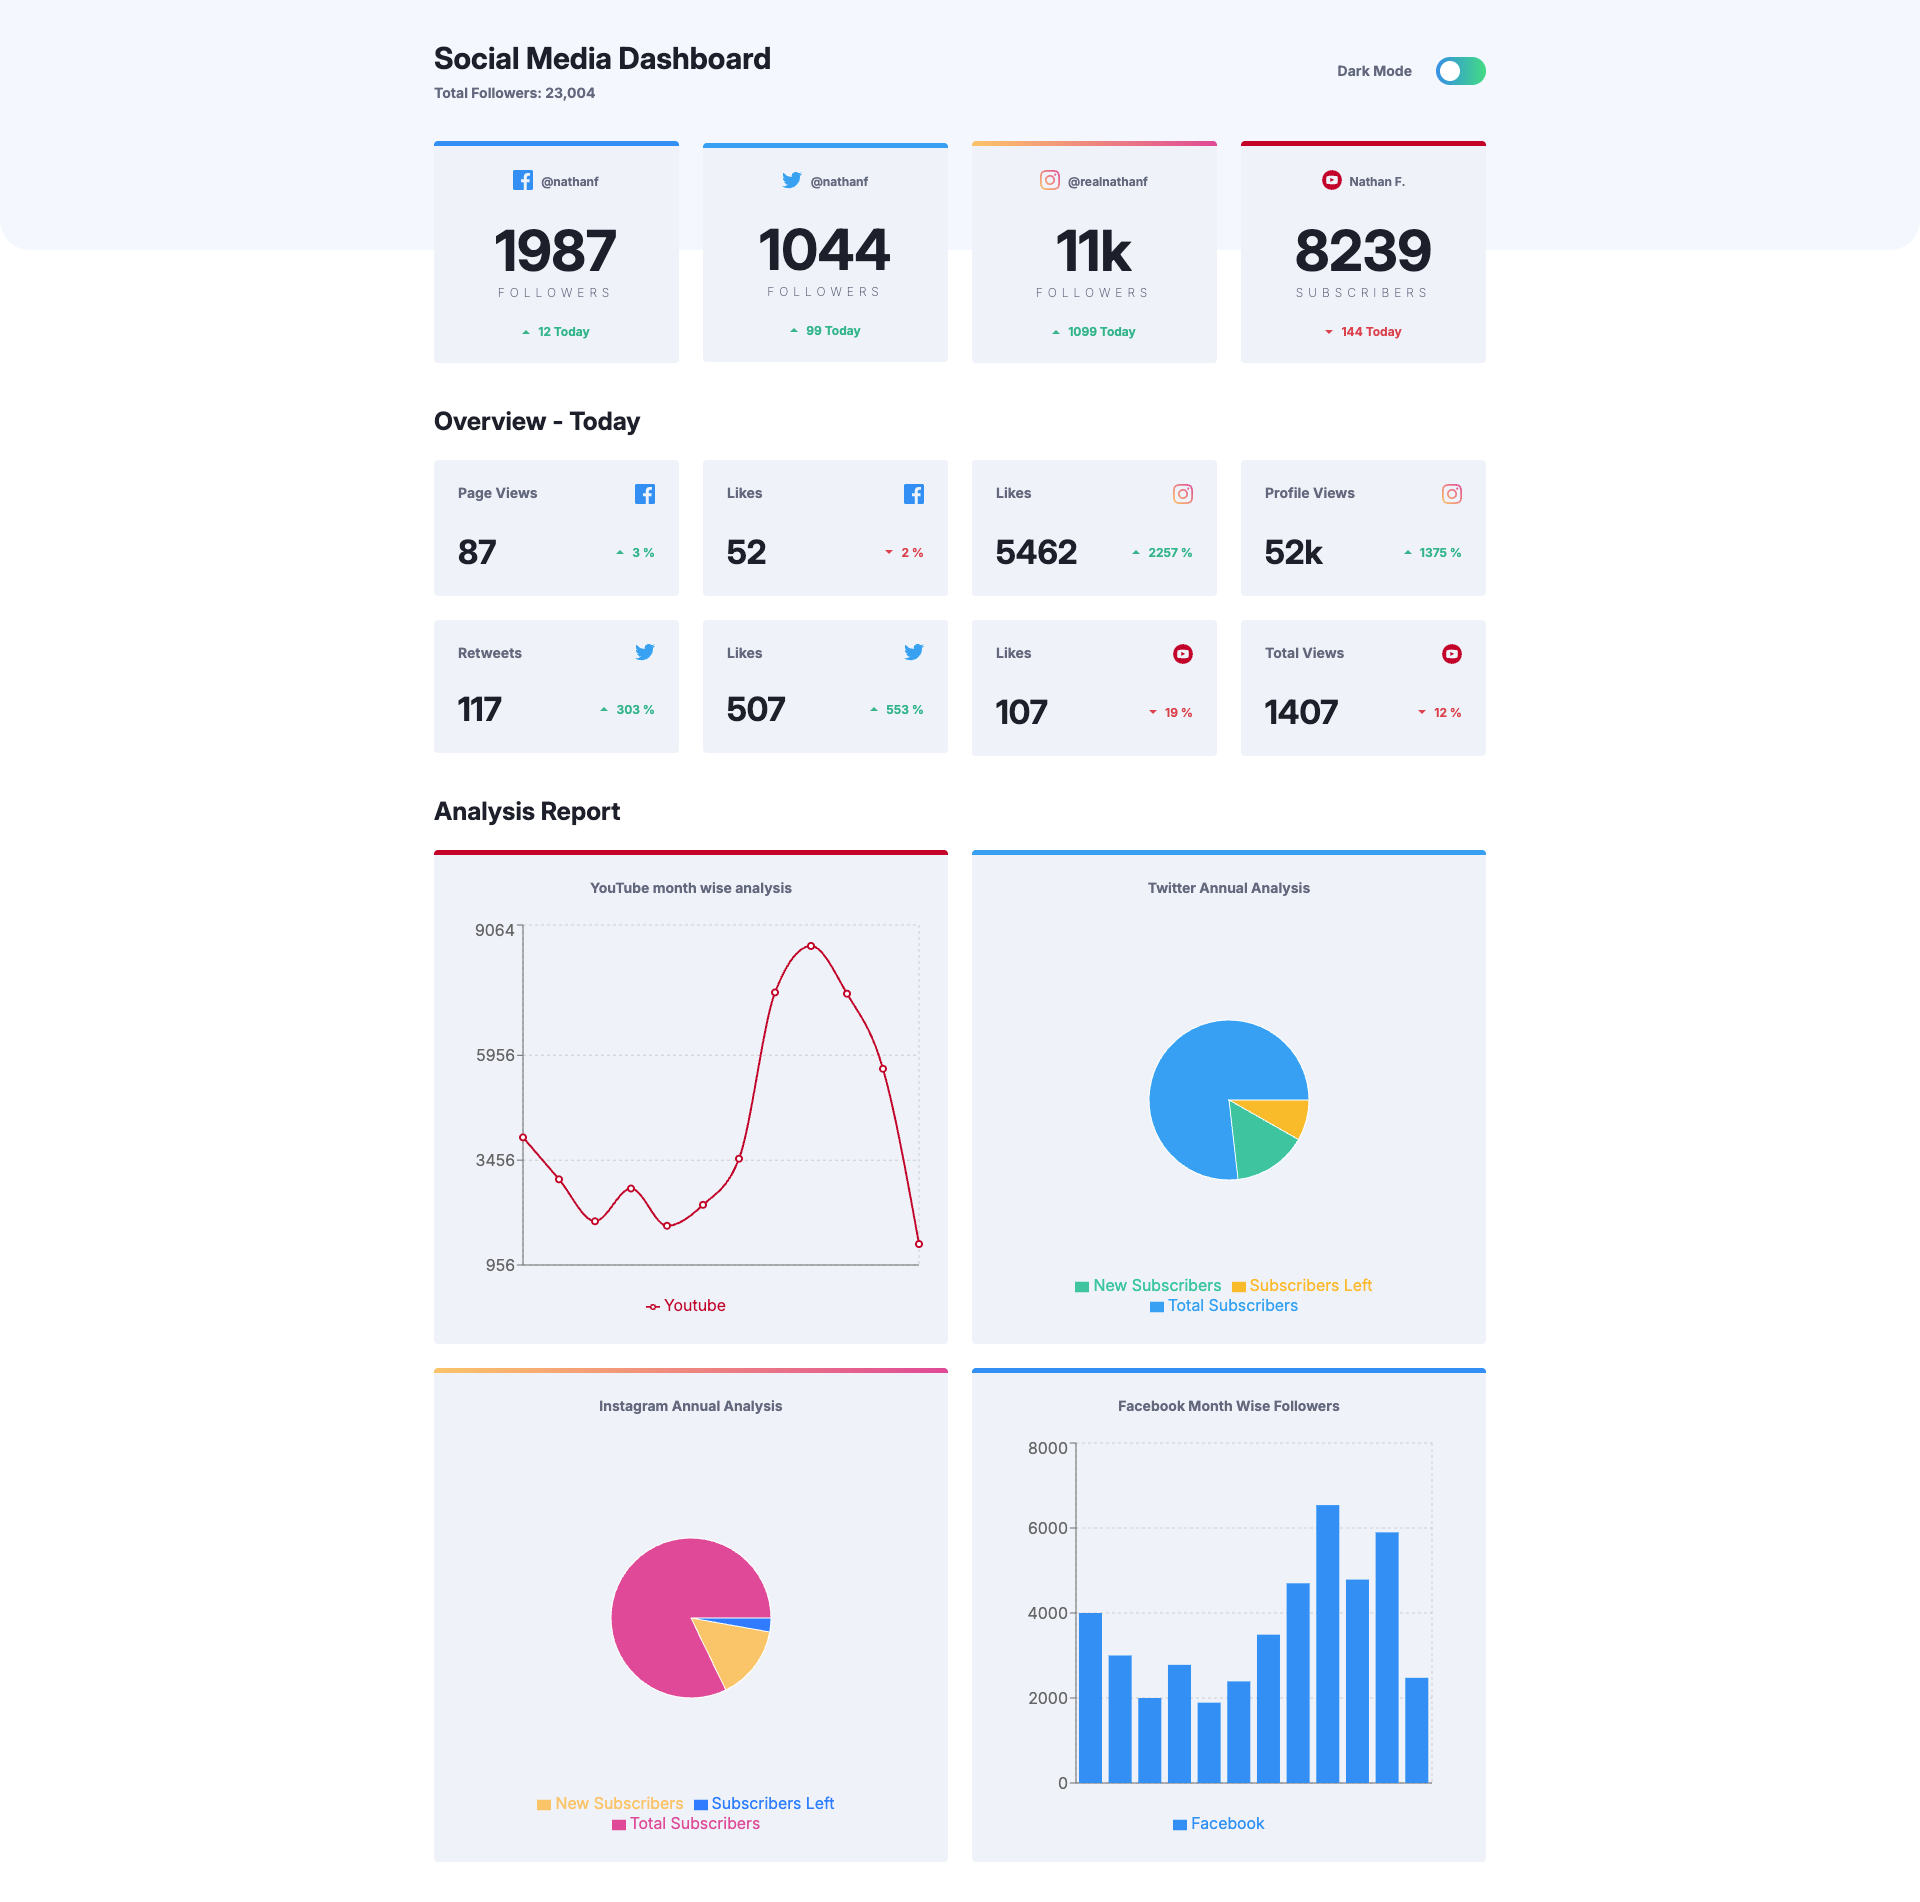 Social Media Dashboard
Total Followers: 23,004
Dark Mode
@nathanf
1987
FOLLOWERS
12 Today
@nathanf
1044
FOLLOWERS
99 Today
@realnathanf
11k
FOLLOWERS
1099 Today
Nathan F.
8239
SUBSCRIBERS
144 Today
Overview - Today
Page Views
87
3 %
Likes
52
2 %
Likes
5462
2257 %
Profile Views
52k
1375 %
Retweets
117
303 %
Likes
507
553 %
Likes
107
19 %
Total Views
1407
12 %
Analysis Report
YouTube month wise analysis
9064
5956
3456
956
Youtube
Twitter Annual Analysis
New Subscribers Subscribers Left
Total Subscribers
Instagram Annual Analysis
New Subscribers Subscribers Left
Total Subscribers
Facebook Month Wise Followers
8000
6000
4000
2000
0
Facebook